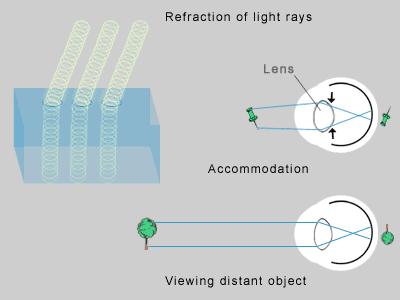 Refraction of light rays
Lens
Accommodation
Viewing distant object